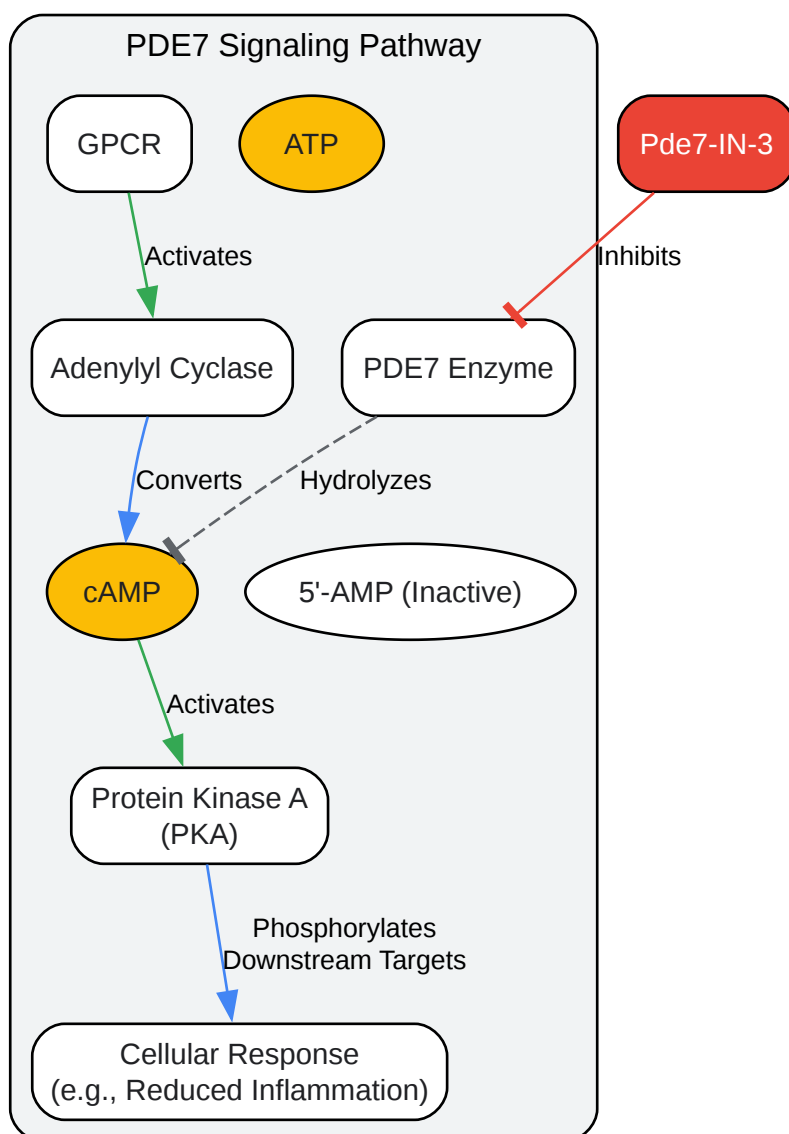 PDE7 Signaling Pathway
GPCR
ATP
Pde7-IN-3
Activates
Inhibits
Adenylyl Cyclase
PDE7 Enzyme
Converts
Hydrolyzes
cAMP
5'-AMP (Inactive)
Activates
Protein Kinase A
(PKA)
Phosphorylates
Downstream Targets
Cellular Response
(e.g., Reduced Inflammation)